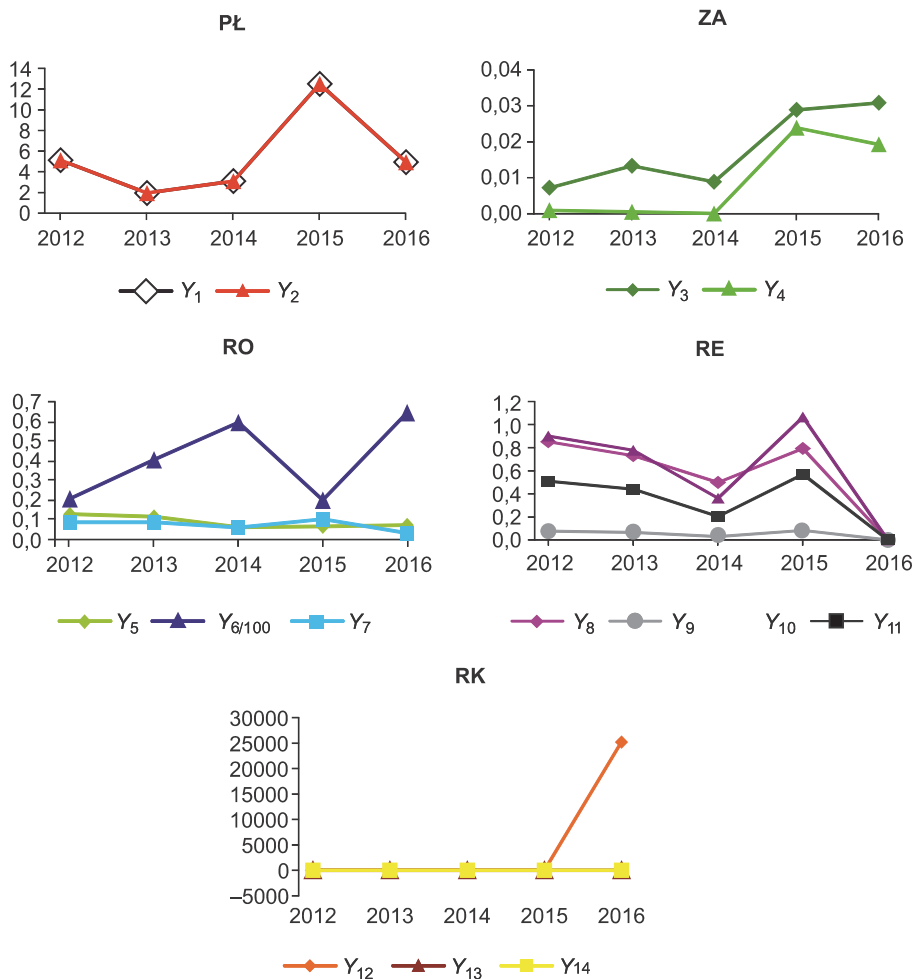 PŁ
14
12
10
8
6
4
2
0
2012 2013 2014 2015 2016
Y1 Y2
ZA
0,04
0,03
0,02
0,01
0,00
2012 2013 2014 2015 2016
Y3 Y4
RO
0,7
0,6
0,5
0,4
0,3
0,2
0,1
0,0
2012 2013 2014 2015 2016
Y5 Y6/100 Y7
RE
1,2
1,0
0,8
0,6
0,4
0,2
0,0
2012 2013 2014 2015 2016
Y8 Y9 Y10 Y11
RK
30000
25000
20000
15000
10000
5000
0
–5000
2012 2013 2014 2015 2016
Y12 Y13 Y14